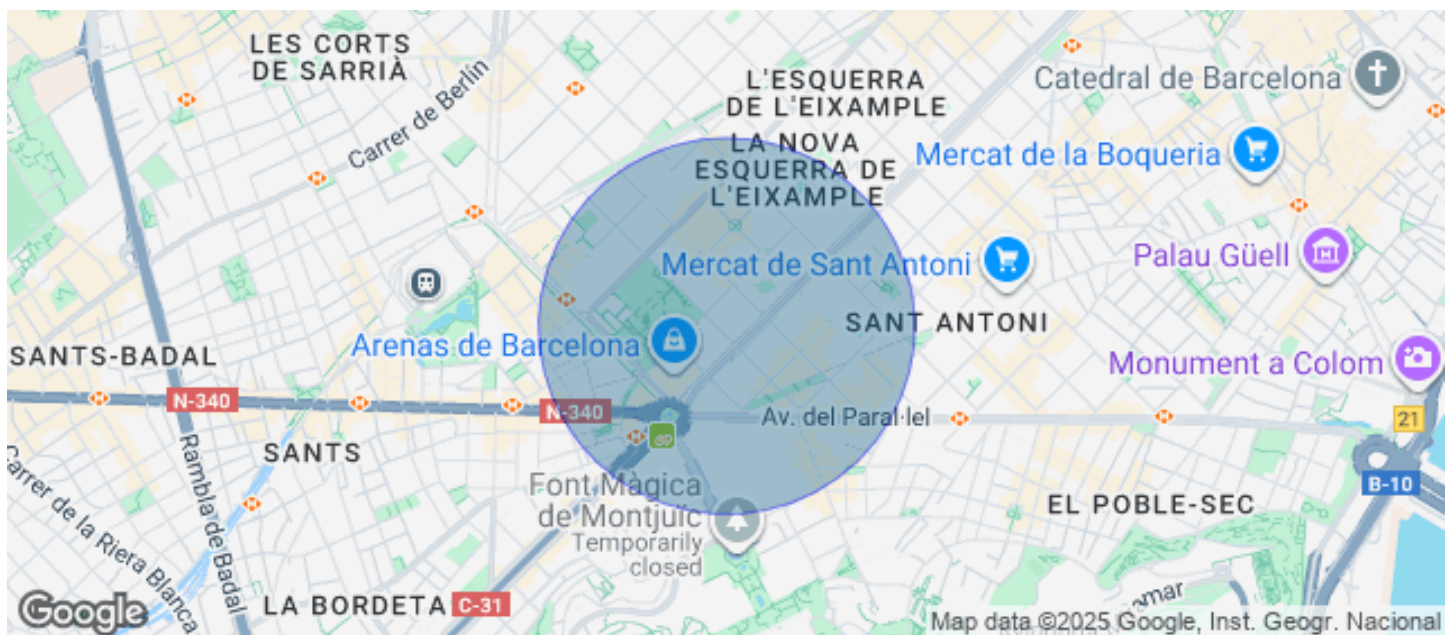 LES CORTS
DE SARRIÀ
Carrer de Berlín
L'ESQUERRA
DE L'EIXAMPLE
Catedral de Barcelona
LA NOVA
ESQUERRA DE
L'EIXAMPLE
Mercat de la Boqueria
Mercat de Sant Antoni
Palau Güell
SANT ANTONI
Arenas de Barcelona
SANTS-BADAL
Monument a Colom
N-340
N-340
Av. del Paral·lel
21
Rambla de Badal
SANTS
B-10
Font Màgica
de Montjuïc
Temporarily
closed
EL POBLE-SEC
Carrer de la Riera Blanca
LA BORDETA
C-31
Google
Map data ©2025 Google, Inst. Geogr. Nacional